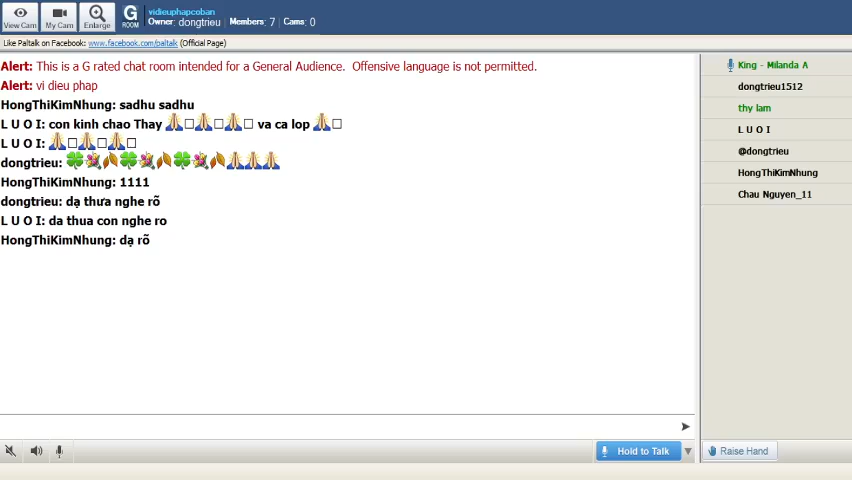 View Cam
My Cam
Enlarge
G
ROOM
vidieuphapcoban
Owner: dongtrieu | Members: 7 | Cams: 0
Like Paltalk on Facebook: www.facebook.com/paltalk (Official Page)
Alert: This is a G rated chat room intended for a General Audience. Offensive language is not permitted.
Alert: vi dieu phap
HongThiKimNhung: sadhu sadhu
L U O I: con kinh chao Thay 🙏□🙏□🙏□ va ca lop 🙏□
L U O I: 🙏□🙏□🙏□
dongtrieu: 🍀💐🍂🍀💐🍂🍀💐🍂🙏🙏🙏
HongThiKimNhung: 1111
dongtrieu: dạ thưa nghe rõ
L U O I: da thua con nghe ro
HongThiKimNhung: dạ rõ
King - Milanda A
dongtrieu1512
thy lam
L U O I
@dongtrieu
HongThiKimNhung
Chau Nguyen_11
Hold to Talk
Raise Hand